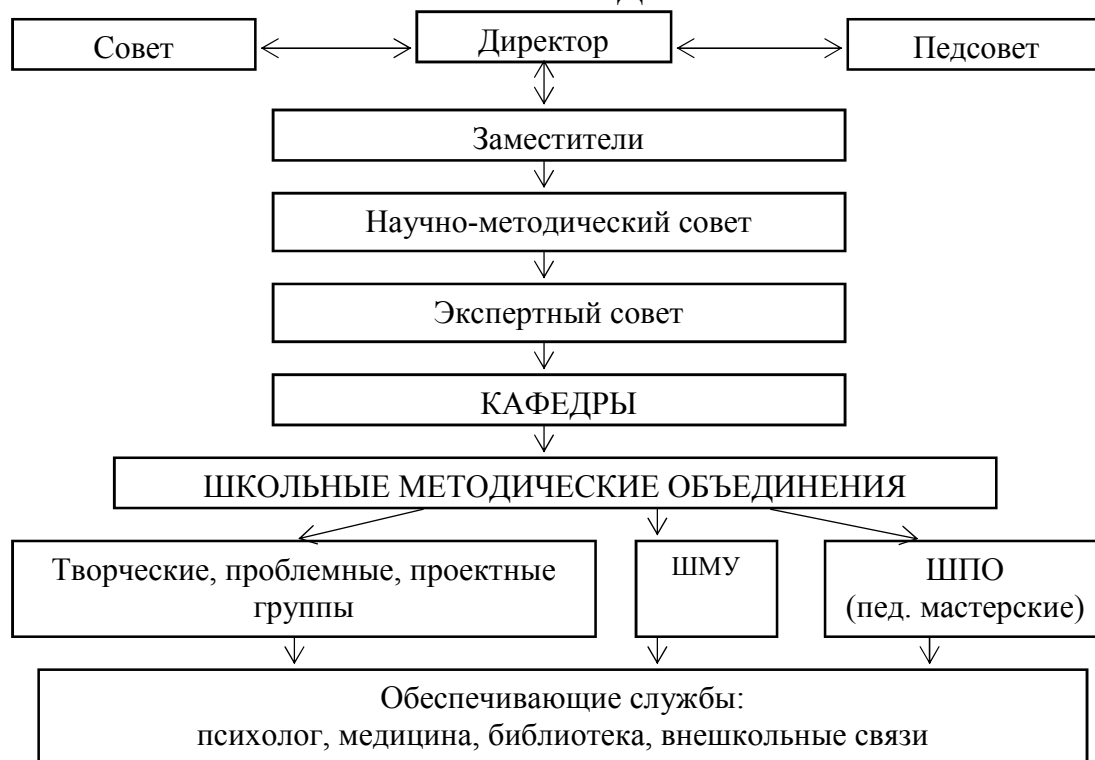 Совет
Директор
Педсовет
Заместители
Научно-методический совет
Экспертный совет
КАФЕДРЫ
ШКОЛЬНЫЕ МЕТОДИЧЕСКИЕ ОБЪЕДИНЕНИЯ
Творческие, проблемные, проектные
группы
ШМУ
ШПО
(пед. мастерские)
Обеспечивающие службы:
психолог, медицина, библиотека, внешкольные связи